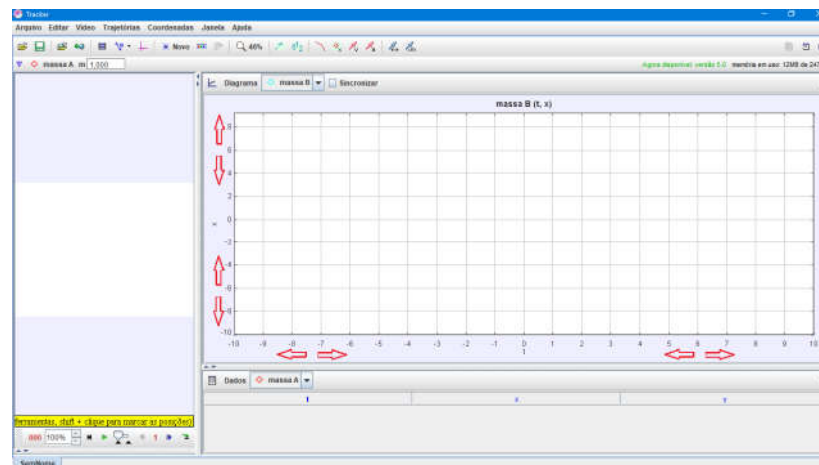 Tracker
Arquivo Editar Vídeo Trajetórias Coordenadas Janela Ajuda
Novo 46%
massa A m 1,000
Agora disponível: versão 5.0 memória em uso: 12MB de 247
Diagrama massa B Sincronizar
massa B (t, x)
8
6
4
2
x 0
-2
-4
-8
-10
-10 -9 -8 -7 -6 -5 -4 -3 -2 -1 0 1 2 3 4 5 6 7 8 9 10
t
Dados massa A
t x y
ferramentas, shift + clique para marcar as posições)
000 100% 1
SemNome